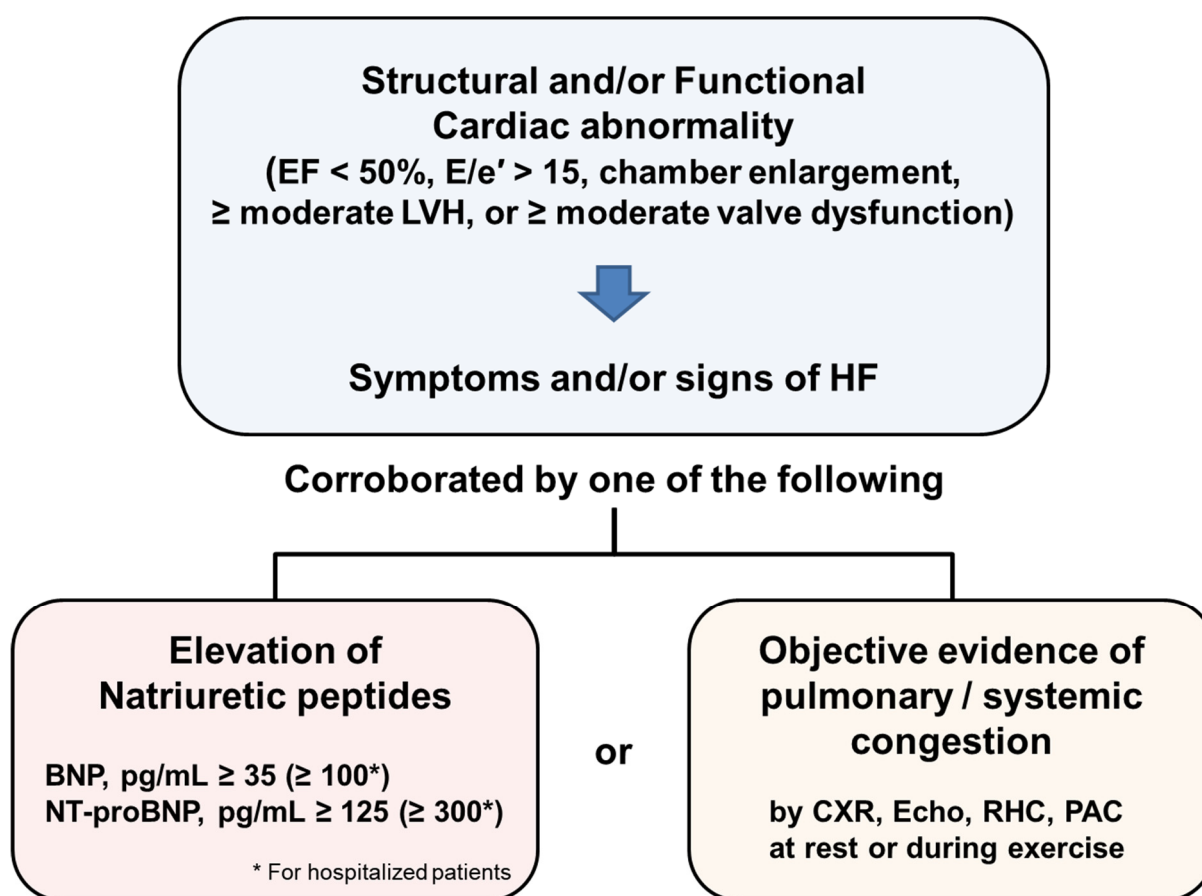 Structural and/or Functional
Cardiac abnormality
(EF < 50%, E/e′ > 15, chamber enlargement,
≥ moderate LVH, or ≥ moderate valve dysfunction)
Symptoms and/or signs of HF
Corroborated by one of the following
Elevation of
Natriuretic peptides
BNP, pg/mL ≥ 35 (≥ 100*)
NT-proBNP, pg/mL ≥ 125 (≥ 300*)
* For hospitalized patients
or
Objective evidence of
pulmonary / systemic
congestion
by CXR, Echo, RHC, PAC
at rest or during exercise